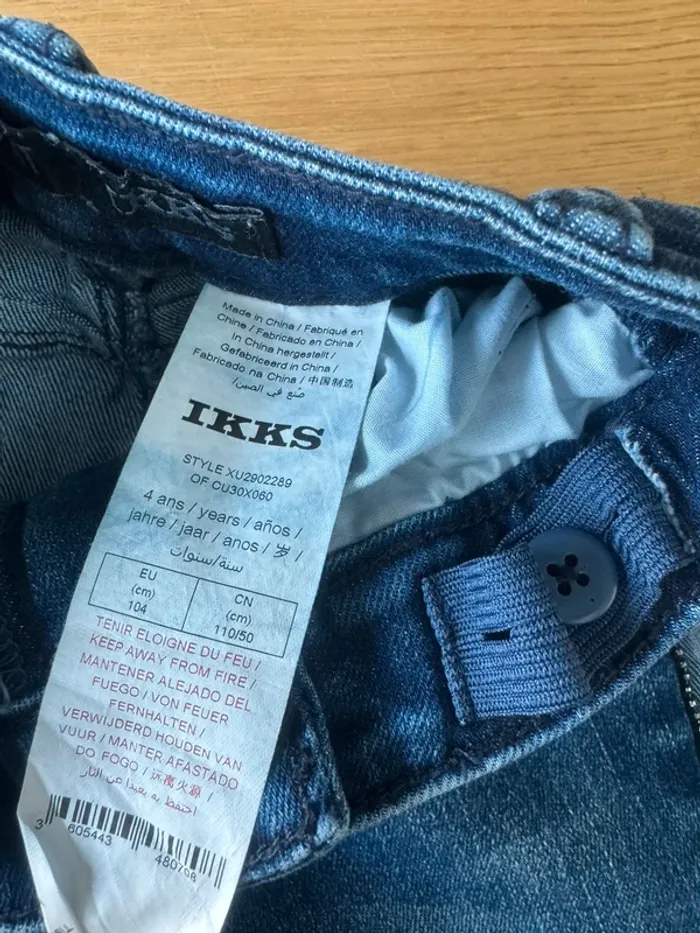 IKKS
Made in China / Fabriqué en
Chine / Fabricado en China /
In China hergestellt /
Gefabriceerd in China /
Fabricado na China / 中国制造
/صنع في الصين
IKKS
STYLE XU2902289
OF CU30X060
4 ans / years / años /
jahre / jaar / anos / 岁 /
سنة/سنوات
EU
(cm)
104
CN
(cm)
110/50
TENIR ELOIGNE DU FEU /
KEEP AWAY FROM FIRE /
MANTENER ALEJADO DEL
FUEGO / VON FEUER
FERNHALTEN /
VERWIJDERD HOUDEN VAN
VUUR / MANTER AFASTADO
DO FOGO / 远离火源 /
احتفظ به بعيدا عن النار
3 605443 480708